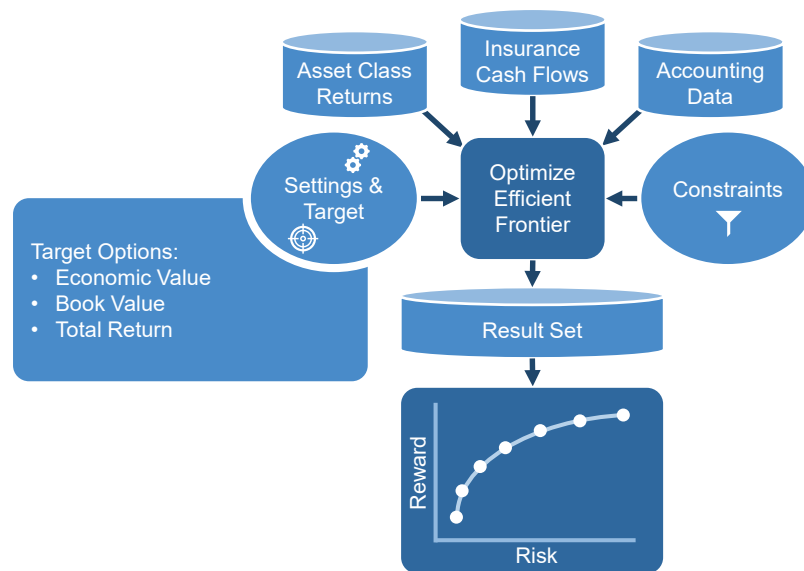 Insurance
Cash Flows
Asset Class
Returns
Accounting
Data
Settings &
Target
Optimize
Efficient
Frontier
Constraints
Target Options:
• Economic Value
• Book Value
• Total Return
Result Set
Reward
Risk